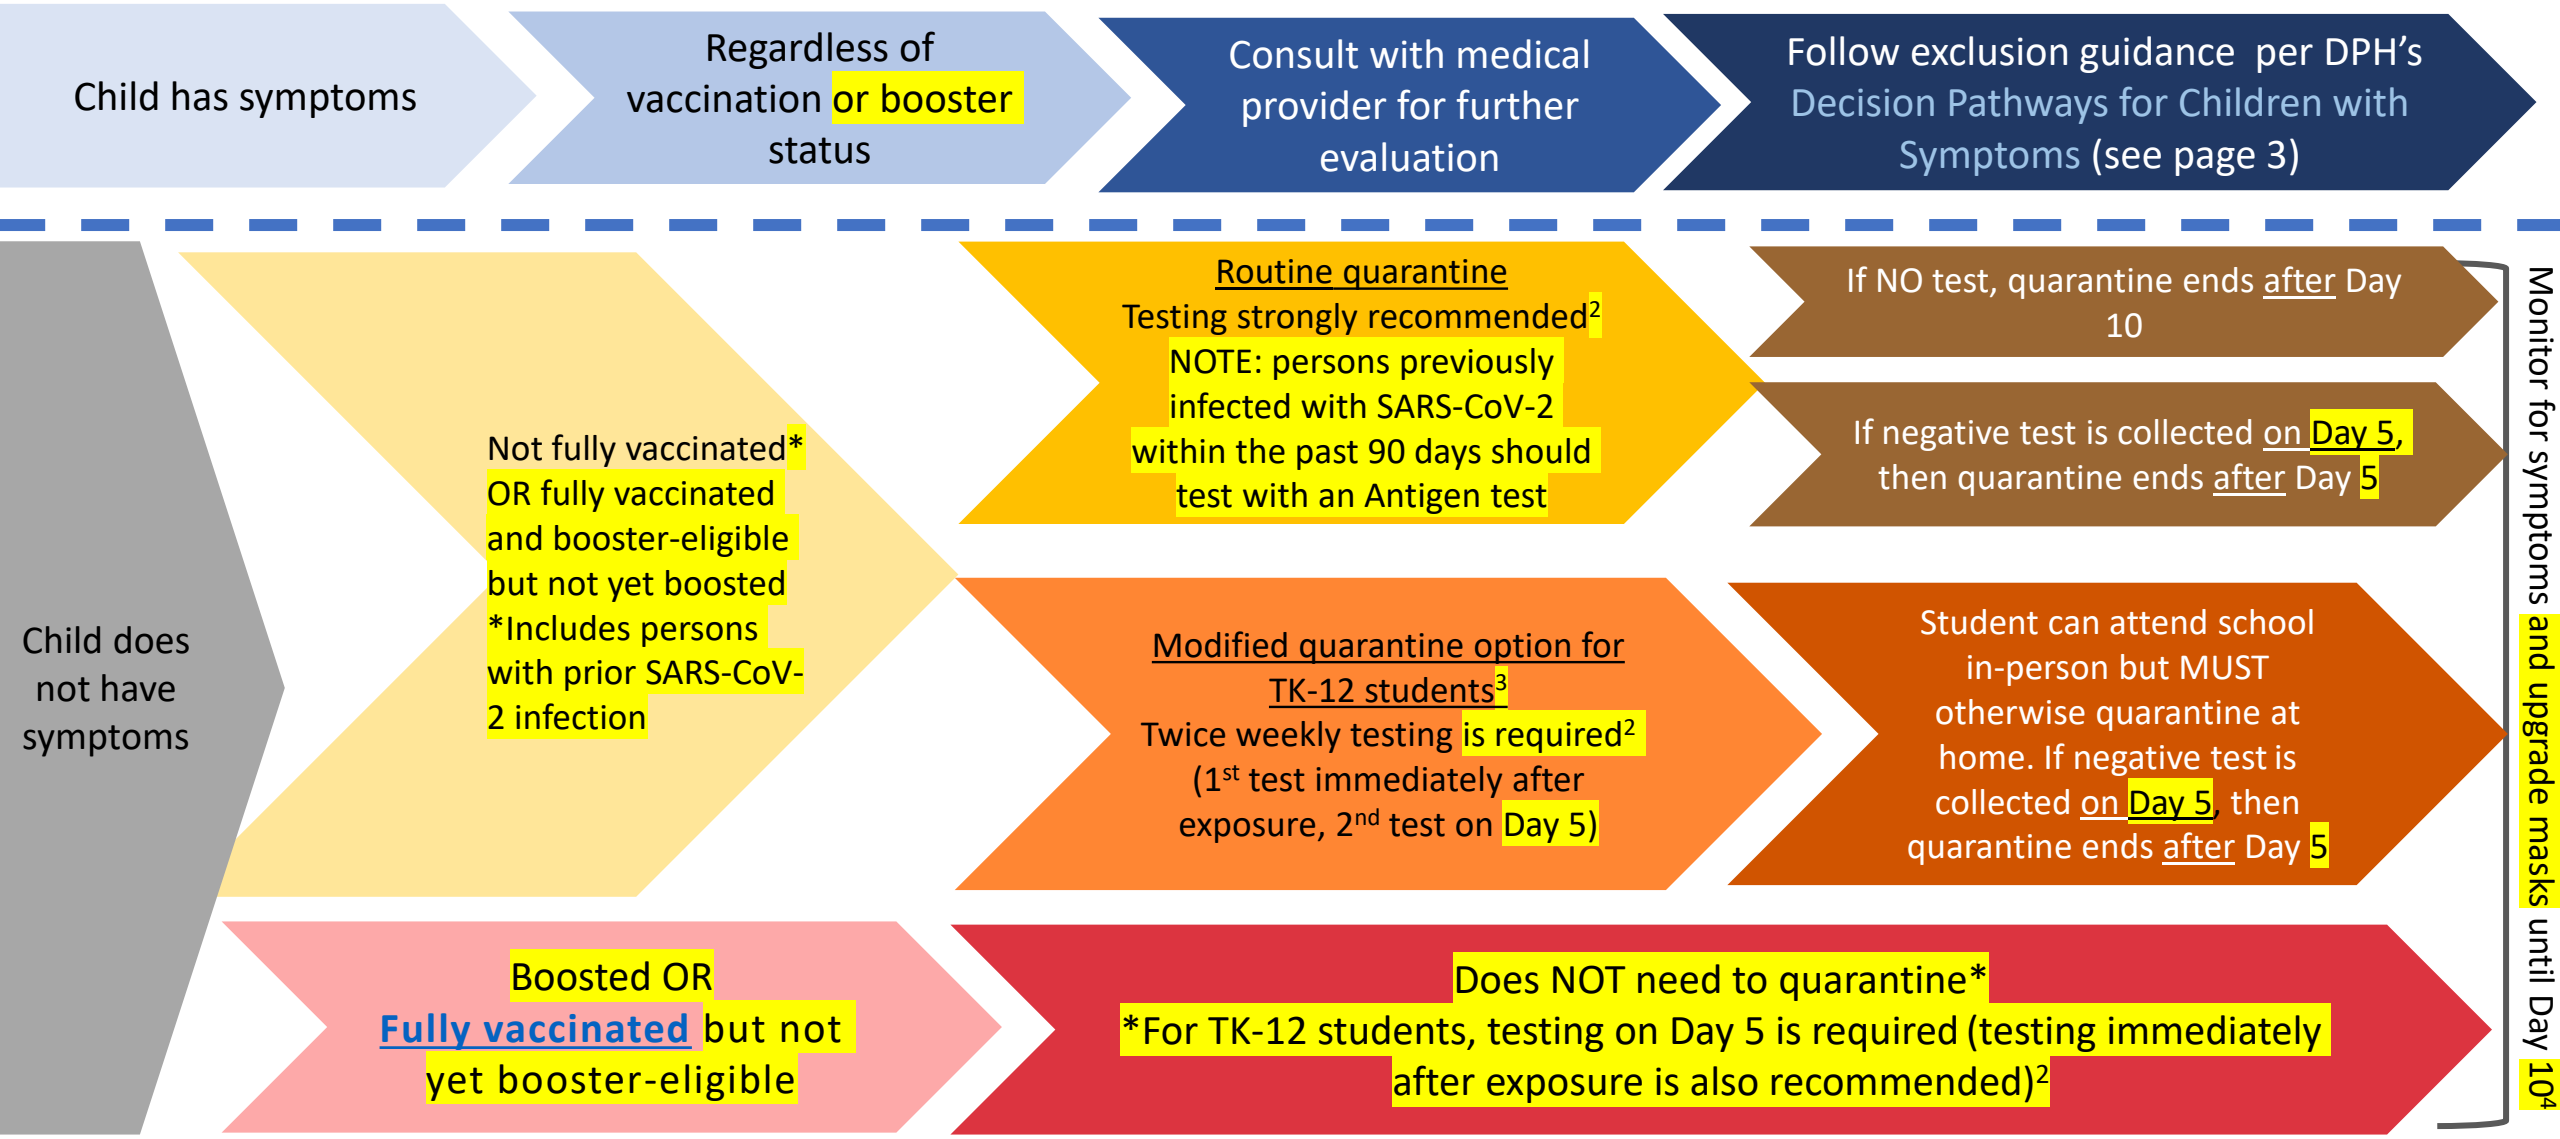 Child has symptoms
Regardless of
vaccination or booster
status
Consult with medical
provider for further
evaluation
Follow exclusion guidance  per DPH’s
Decision Pathways for Children with
Symptoms (see page 3)
Child does
not have
symptoms
Not fully vaccinated*
OR fully vaccinated
and booster-eligible
but not yet boosted
*Includes persons
with prior SARS-CoV-
2 infection
Routine quarantine
Testing strongly recommended²
NOTE: persons previously
infected with SARS-CoV-2
within the past 90 days should
test with an Antigen test
If NO test, quarantine ends after Day
10
If negative test is collected on Day 5,
then quarantine ends after Day 5
Modified quarantine option for
TK-12 students³
Twice weekly testing is required²
(1st test immediately after
exposure, 2nd test on Day 5)
Student can attend school
in-person but MUST
otherwise quarantine at
home. If negative test is
collected on Day 5, then
quarantine ends after Day 5
Boosted OR
Fully vaccinated but not
yet booster-eligible
Does NOT need to quarantine*
*For TK-12 students, testing on Day 5 is required (testing immediately
after exposure is also recommended)²
Monitor for symptoms and upgrade masks until Day 10⁴